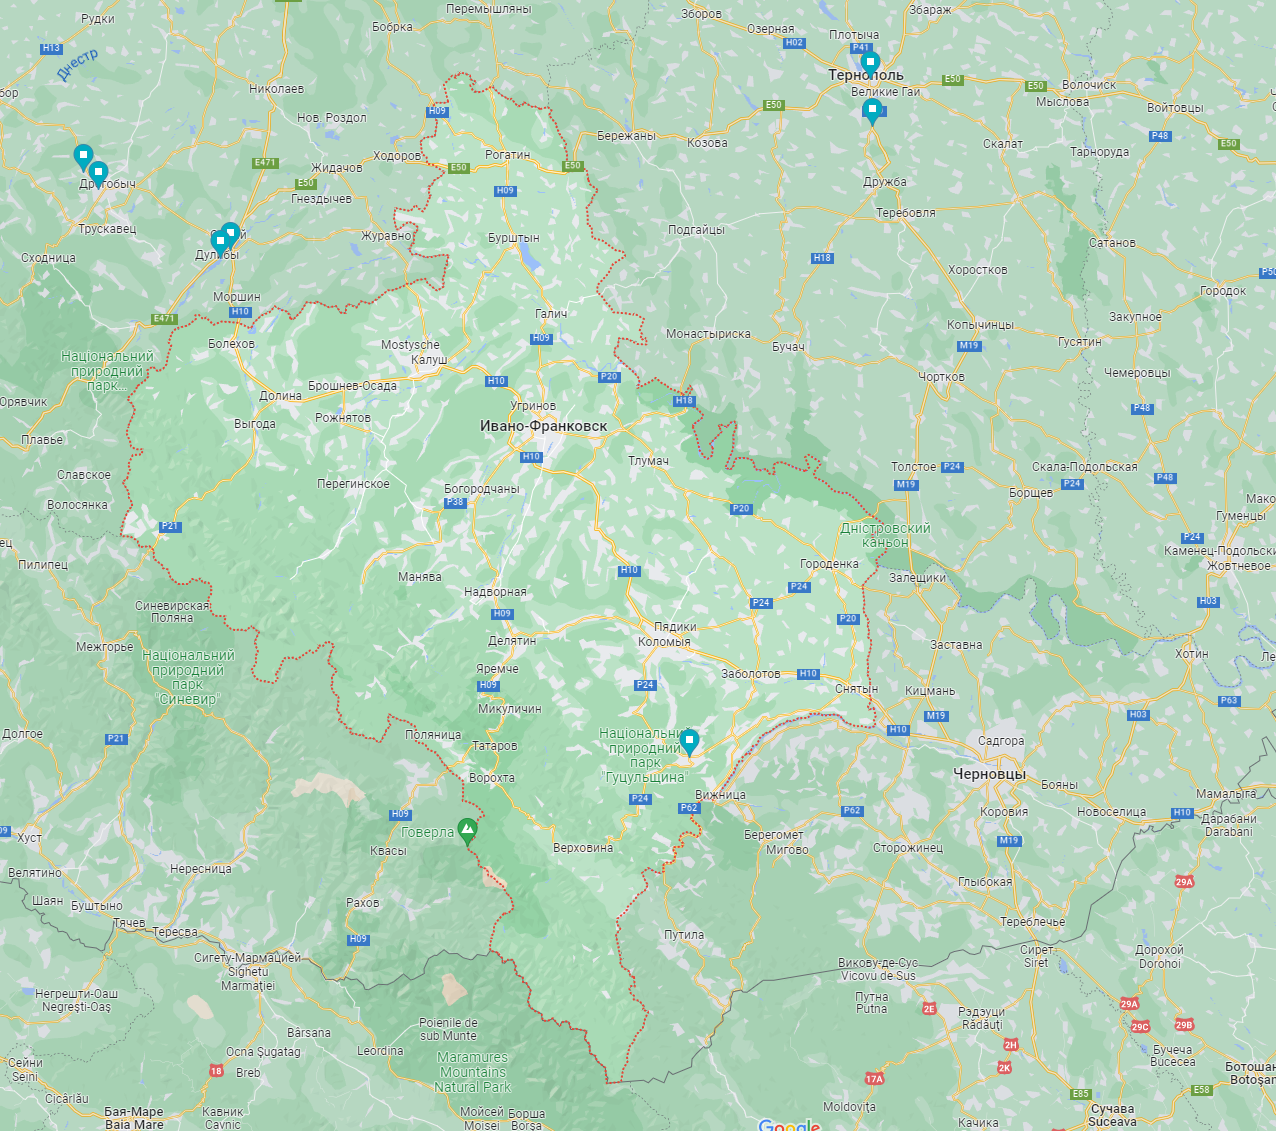 Рудки
Перемышляны
Бобрка
Зборов
Озерная
Збараж
Плотыча
H02
P41
H13
Днестр
Тернополь
Великие Гаи
E50
E50
Волочиск
Мыслова
Войтовцы
Николаев
Нов. Роздол
H09
E50
Бережаны
Козова
P48
Скалат
Тарноруда
E50
Ходоров
Рогатин
E50
E50
E471
Жидачов
E50
Гнездычев
H09
Дружба
Теребовля
Трускавец
Журавно
Бурштын
Подгайцы
Сатанов
Сходница
H18
Хоростков
Моршин
H10
E471
Городок
Галич
H09
Монастыриска
Бучач
Копычинцы
Закупное
M19
Гусятин
Болехов
Mostysche
Калуш
Національний
природний
парк...
Чортков
Чемеровцы
Брошнев-Осада
H10
P20
Долина
Рожнятов
Выгода
Угринов
H18
P48
Ивано-Франковск
Орявчик
Плавье
H10
Тлумач
Толстое
P24
M19
Скала-Подольская
P24
P48
Борщев
Славское
Волосянка
Перегинское
Богородчаны
P38
P20
P21
Гуменцы
Дністровский
каньон
P24
Каменец-Подольски
Жовтневое
Пилипец
Манява
H10
Городенка
Залещики
P24
P24
P20
H03
Надворная
H09
Синевирская
Поляна
Межгорье
Делятин
Пядики
Коломыя
Заставна
Хотин
Національний
природний
парк
"Синевир"
Яремче
H09
P24
Заболотов
H10
Снятын
Кицмань
P63
Микуличин
M19
H03
H10
Долгое
P21
Поляница
Татаров
Національний
природний
парк
"Гуцульщина"
Садгора
Ворохта
Черновцы
Бояны
Вижница
P24
P62
P62
Мамалыга
Коровия
Новоселица
H10
Дарабани
Darabani
H09
Говерла
Квасы
Хуст
Берегомет
Мигово
Сторожинец
M19
Верховина
Велятино
Нересница
Глыбокая
29A
Шаян
Буштыно
Тячев
Тересва
Рахов
H09
Тереблечье
Путила
Сирет
Siret
Дорохой
Dorohoi
Сигету-Мармацией
Sighetu
Marmației
Викову-де-Сус
Vicovu de Sus
Негрешти-Оаш
Negrești-Oaș
Путна
Putna
2E
Рэдэуци
Rădăuți
29A
29C
29B
Bârsana
Poienile de
sub Munte
2H
2K
Бучеча
Bucecea
Ocna Șugatag
Leordina
Сейни
Seini
18
Breb
Maramures
Mountains
Natural Park
17A
Ботошан
Botoșan
E85
E58
Cicârlău
Бая-Маре
Baia Mare
Кавник
Cavnic
Мойсей
Moisei
Борша
Borșa
Moldovița
Сучава
Suceava
Качика
Google